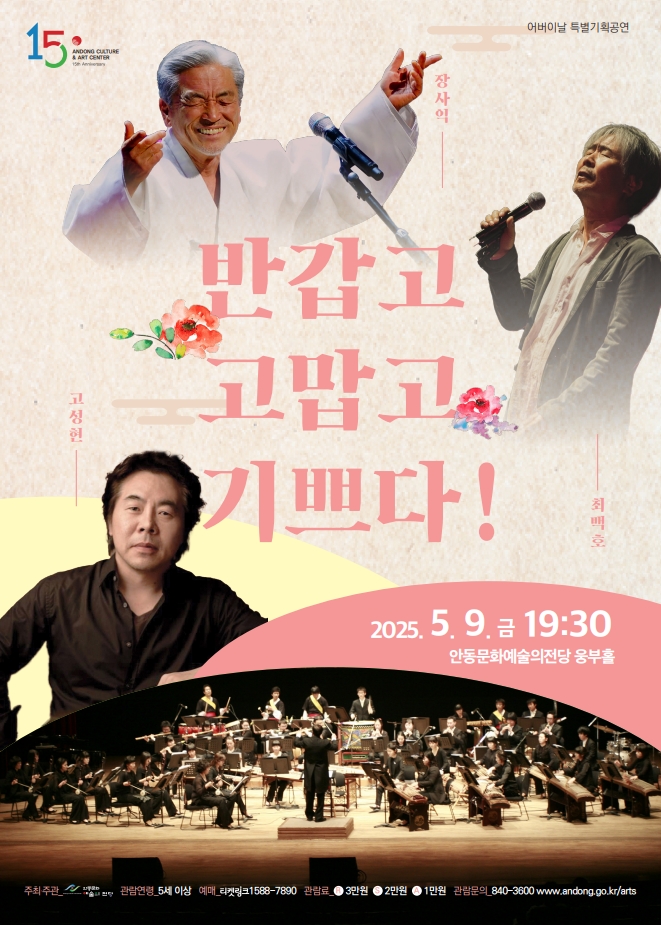 15
ANDONG CULTURE
& ART CENTER
15th Anniversary
어버이날 특별기획공연
장사익
반갑고
고맙고
기쁘다!
고성현
최백호
2025. 5. 9. 금 19:30
안동문화예술의전당 웅부홀
주최 주관_ 관람연령_5세 이상 예매_티켓링크1588-7890 관람료_ R 3만원 S 2만원 A 1만원 관람문의_840-3600 www.andong.go.kr/arts